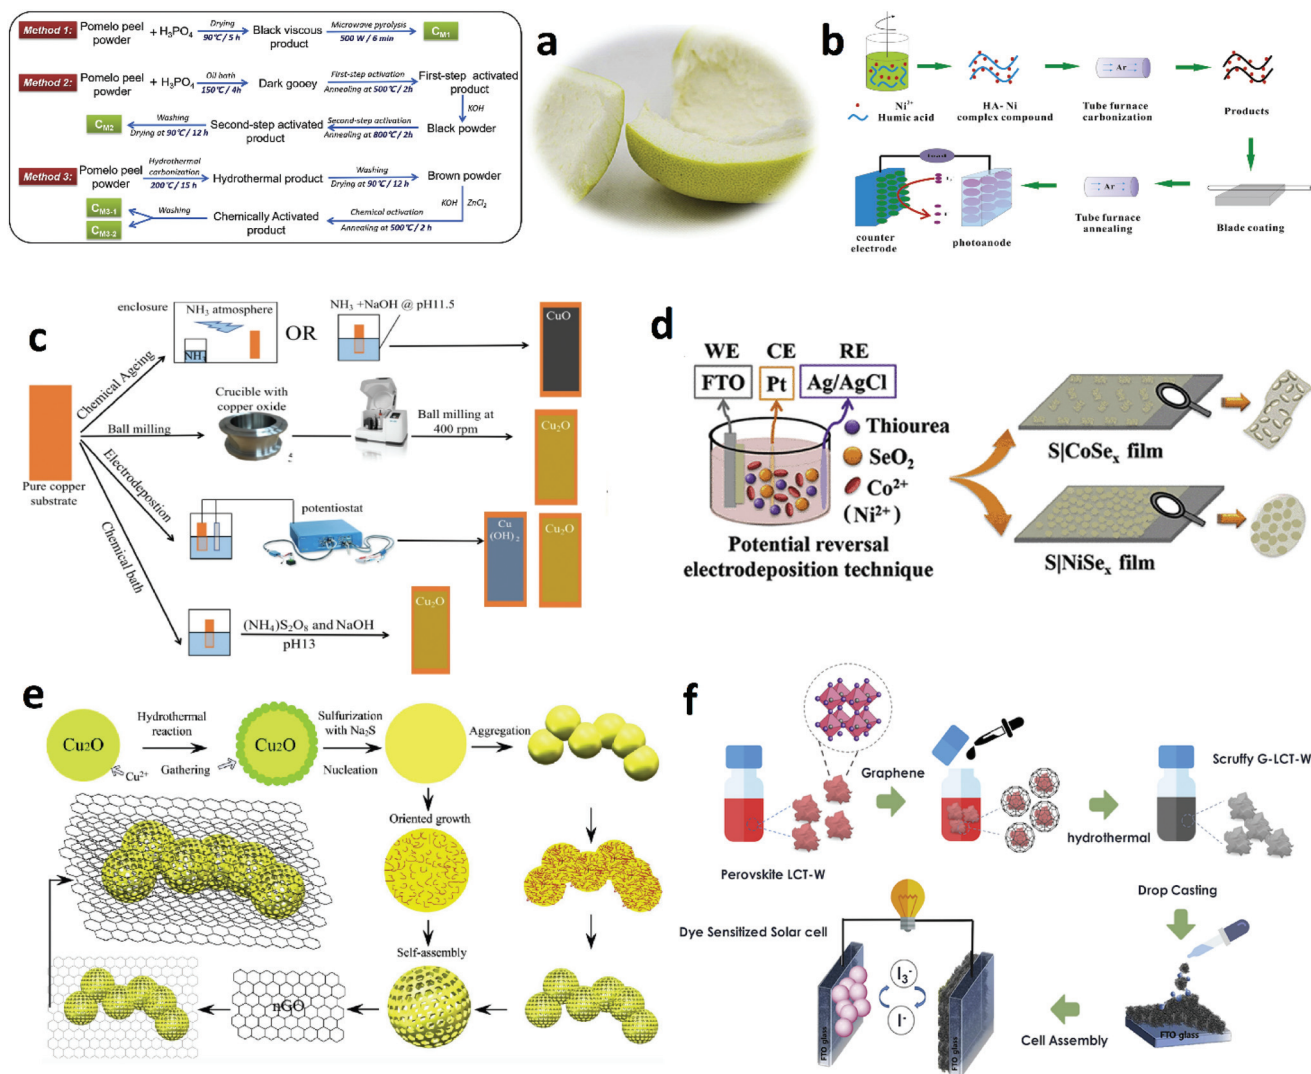 Method 1: Pomelo peel powder + H₃PO₄ Drying 90℃/5 h Black viscous product Microwave pyrolysis 500 W / 6 min C_M1
Method 2: Pomelo peel powder + H₃PO₄ Oil bath 150℃/ 4h Dark gooey First-step activation Annealing at 500℃/ 2h First-step activated product
KOH
C_M2 Washing Drying at 90℃/ 12 h Second-step activated product Second-step activation Annealing at 800℃/ 2h Black powder
Method 3: Pomelo peel powder Hydrothermal carbonization 200℃/ 15 h Hydrothermal product Washing Drying at 90℃/ 12 h Brown powder
KOH ZnCl₂
C_M3-1
C_M3-2
Washing Chemically Activated product Chemical activation Annealing at 500℃/ 2 h
a
b
Ni²⁺
Humic acid
HA- Ni
complex compound
Ar
Tube furnace
carbonization
Products
counter
electrode
photoanode
Ar
Tube furnace
annealing
Blade coating
c
enclosure
NH₃ atmosphere
NH₃
OR
NH₃ +NaOH @ pH11.5
CuO
Chemical Ageing
Crucible with
copper oxide
Ball milling at
400 rpm
Cu₂O
Ball milling
Pure copper
substrate
Electrodepostion
potentiostat
Cu
(OH)₂
Cu₂O
Chemical bath
(NH₄)S₂O₈ and NaOH
pH13
Cu₂O
d
WE CE RE
FTO Pt Ag/AgCl
Thiourea
SeO₂
Co²⁺
(Ni²⁺)
Potential reversal
electrodeposition technique
S|CoSeₓ film
S|NiSeₓ film
e
Cu₂O
Cu²⁺
Hydrothermal
reaction
Gathering
Cu₂O
Sulfurization
with Na₂S
Nucleation
Aggregation
Oriented growth
Self-assembly
nGO
f
Perovskite LCT-W
Graphene
hydrothermal
Scruffy G-LCT-W
Drop Casting
FTO glass
Cell Assembly
Dye Sensitized Solar cell
FTO glass
I₃⁻
I⁻
FTO glass